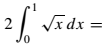 2 ∫₀¹ √x dx =